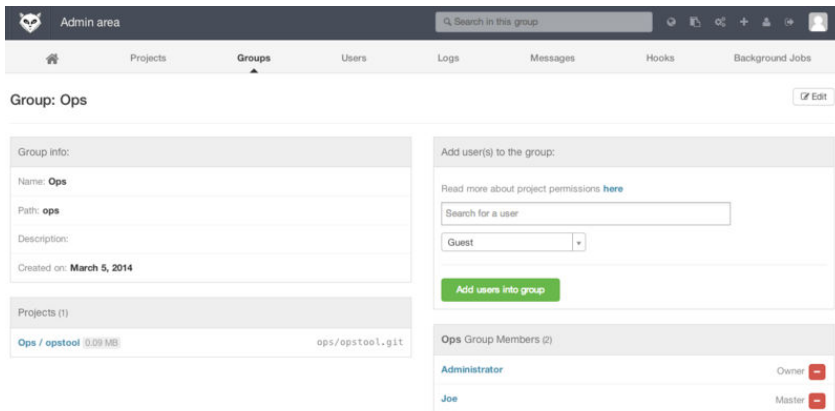 Admin area
Search in this group
Projects
Groups
Users
Logs
Messages
Hooks
Background Jobs
Group: Ops
Edit
Group info:
Name: Ops
Path: ops
Description:
Created on: March 5, 2014
Projects (1)
Ops / opstool 0.09 MB
ops/opstool.git
Add user(s) to the group:
Read more about project permissions here
Search for a user
Guest
Add users into group
Ops Group Members (2)
Administrator
Owner
Joe
Master